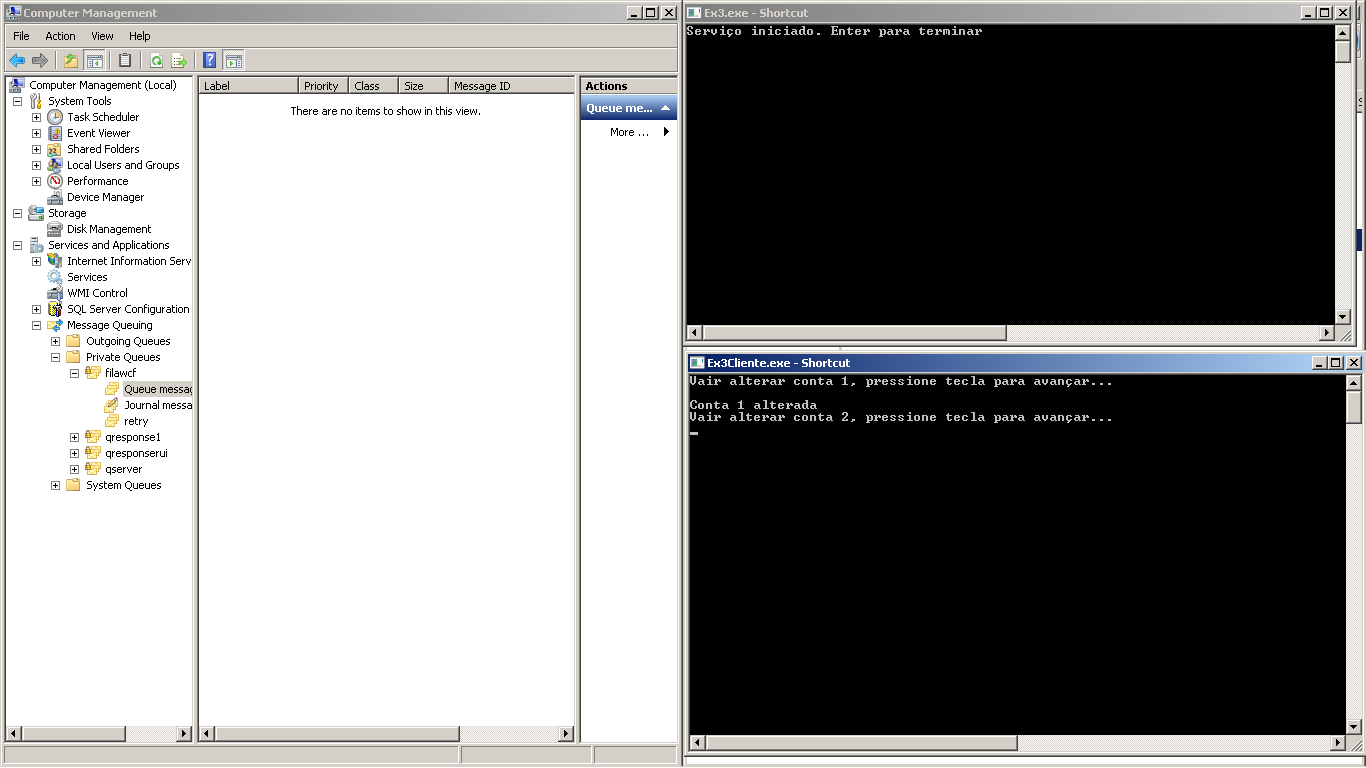 Computer Management
File Action View Help
Computer Management (Local)
System Tools
Task Scheduler
Event Viewer
Shared Folders
Local Users and Groups
Performance
Device Manager
Storage
Disk Management
Services and Applications
Internet Information Serv
Services
WMI Control
SQL Server Configuration
Message Queuing
Outgoing Queues
Private Queues
filawcf
Queue messag
Journal messa
retry
qresponse1
qresponserui
qserver
System Queues
Label Priority Class Size Message ID
There are no items to show in this view.
Actions
Queue me...
More ...
Ex3.exe - Shortcut
Serviço iniciado. Enter para terminar
Ex3Cliente.exe - Shortcut
Vair alterar conta 1, pressione tecla para avançar...
Conta 1 alterada
Vair alterar conta 2, pressione tecla para avançar...